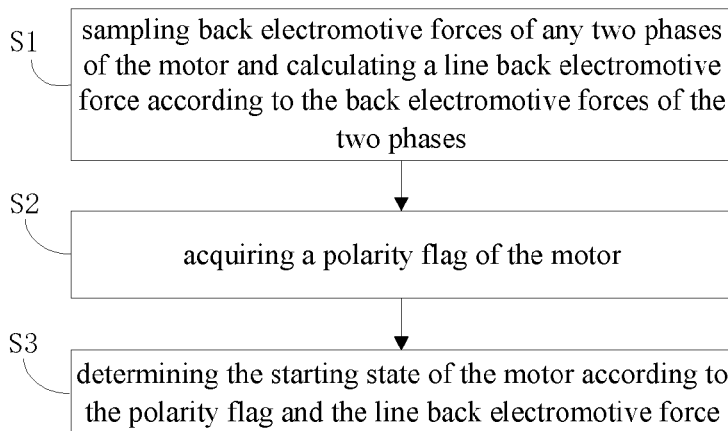 S1
sampling back electromotive forces of any two phases
of the motor and calculating a line back electromotive
force according to the back electromotive forces of the
two phases
S2
acquiring a polarity flag of the motor
S3
determining the starting state of the motor according to
the polarity flag and the line back electromotive force